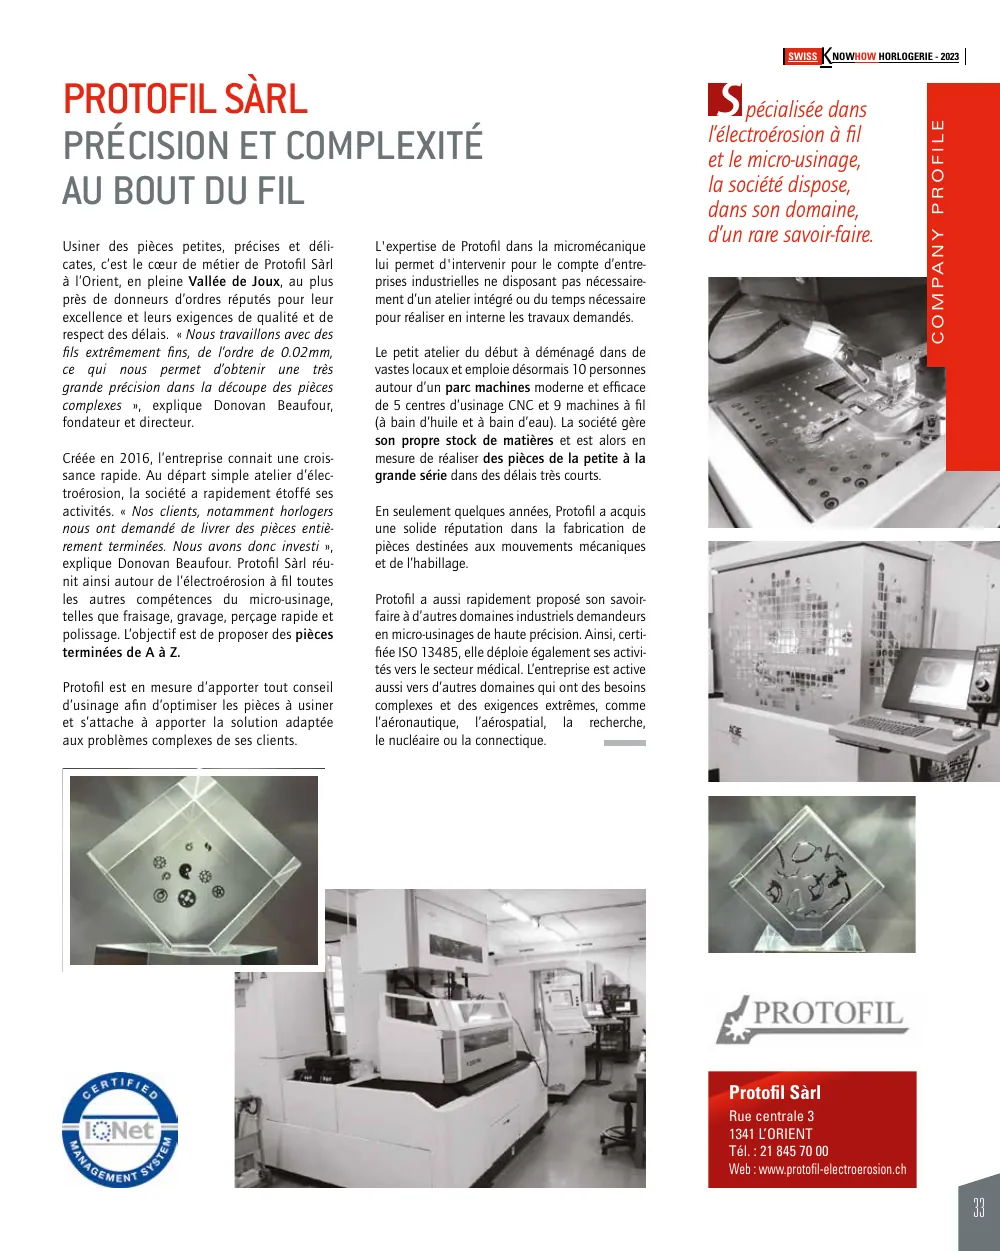 SWISS KNOWHOW HORLOGERIE - 2023
PROTOFIL SÀRL
PRÉCISION ET COMPLEXITÉ
AU BOUT DU FIL
Spécialisée dans
l’électroérosion à fil
et le micro-usinage,
la société dispose,
dans son domaine,
d’un rare savoir-faire.
COMPANY PROFILE
Usiner des pièces petites, précises et déli-
cates, c’est le cœur de métier de Protofil Sàrl
à l’Orient, en pleine Vallée de Joux, au plus
près de donneurs d’ordres réputés pour leur
excellence et leurs exigences de qualité et de
respect des délais. « Nous travaillons avec des
fils extrêmement fins, de l’ordre de 0.02mm,
ce qui nous permet d’obtenir une très
grande précision dans la découpe des pièces
complexes », explique Donovan Beaufour,
fondateur et directeur.
Créée en 2016, l’entreprise connait une crois-
sance rapide. Au départ simple atelier d’élec-
troérosion, la société a rapidement étoffé ses
activités. « Nos clients, notamment horlogers
nous ont demandé de livrer des pièces entiè-
rement terminées. Nous avons donc investi »,
explique Donovan Beaufour. Protofil Sàrl réu-
nit ainsi autour de l’électroérosion à fil toutes
les autres compétences du micro-usinage,
telles que fraisage, gravage, perçage rapide et
polissage. L’objectif est de proposer des pièces
terminées de A à Z.
Protofil est en mesure d’apporter tout conseil
d’usinage afin d’optimiser les pièces à usiner
et s’attache à apporter la solution adaptée
aux problèmes complexes de ses clients.
L'expertise de Protofil dans la micromécanique
lui permet d'intervenir pour le compte d’entre-
prises industrielles ne disposant pas nécessaire-
ment d’un atelier intégré ou du temps nécessaire
pour réaliser en interne les travaux demandés.
Le petit atelier du début à déménagé dans de
vastes locaux et emploie désormais 10 personnes
autour d’un parc machines moderne et efficace
de 5 centres d’usinage CNC et 9 machines à fil
(à bain d’huile et à bain d’eau). La société gère
son propre stock de matières et est alors en
mesure de réaliser des pièces de la petite à la
grande série dans des délais très courts.
En seulement quelques années, Protofil a acquis
une solide réputation dans la fabrication de
pièces destinées aux mouvements mécaniques
et de l’habillage.
Protofil a aussi rapidement proposé son savoir-
faire à d’autres domaines industriels demandeurs
en micro-usinages de haute précision. Ainsi, certi-
fiée ISO 13485, elle déploie également ses activi-
tés vers le secteur médical. L’entreprise est active
aussi vers d’autres domaines qui ont des besoins
complexes et des exigences extrêmes, comme
l’aéronautique, l’aérospatial, la recherche,
le nucléaire ou la connectique.
AGIE
CERTIFIED
IQNet
MANAGEMENT SYSTEM
PROTOFIL
Protofil Sàrl
Rue centrale 3
1341 L’ORIENT
Tél. : 21 845 70 00
Web : www.protofil-electroerosion.ch
33